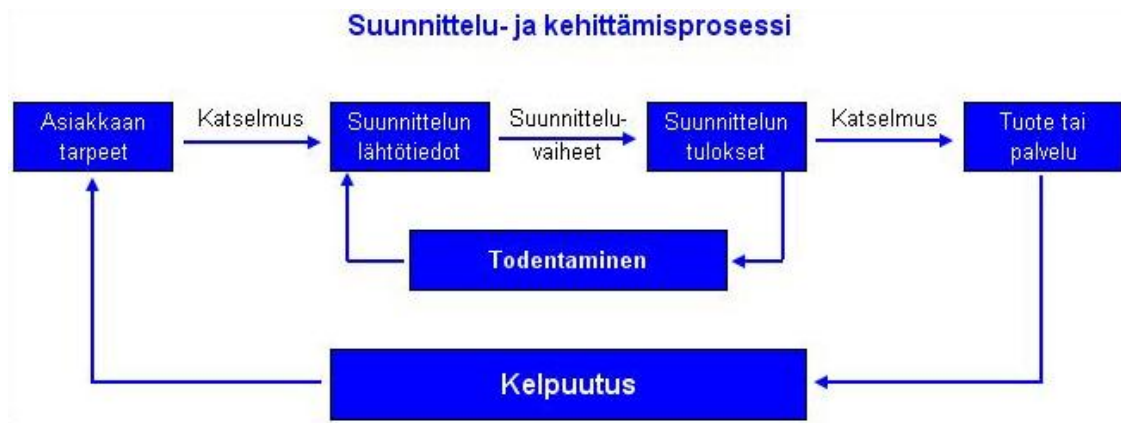 Suunnittelu- ja kehittämisprosessi
Asiakkaan
tarpeet
Katselmus
Suunnittelun
lähtötiedot
Suunnittelu-
vaiheet
Suunnittelun
tulokset
Katselmus
Tuote tai
palvelu
Todentaminen
Kelpuutus